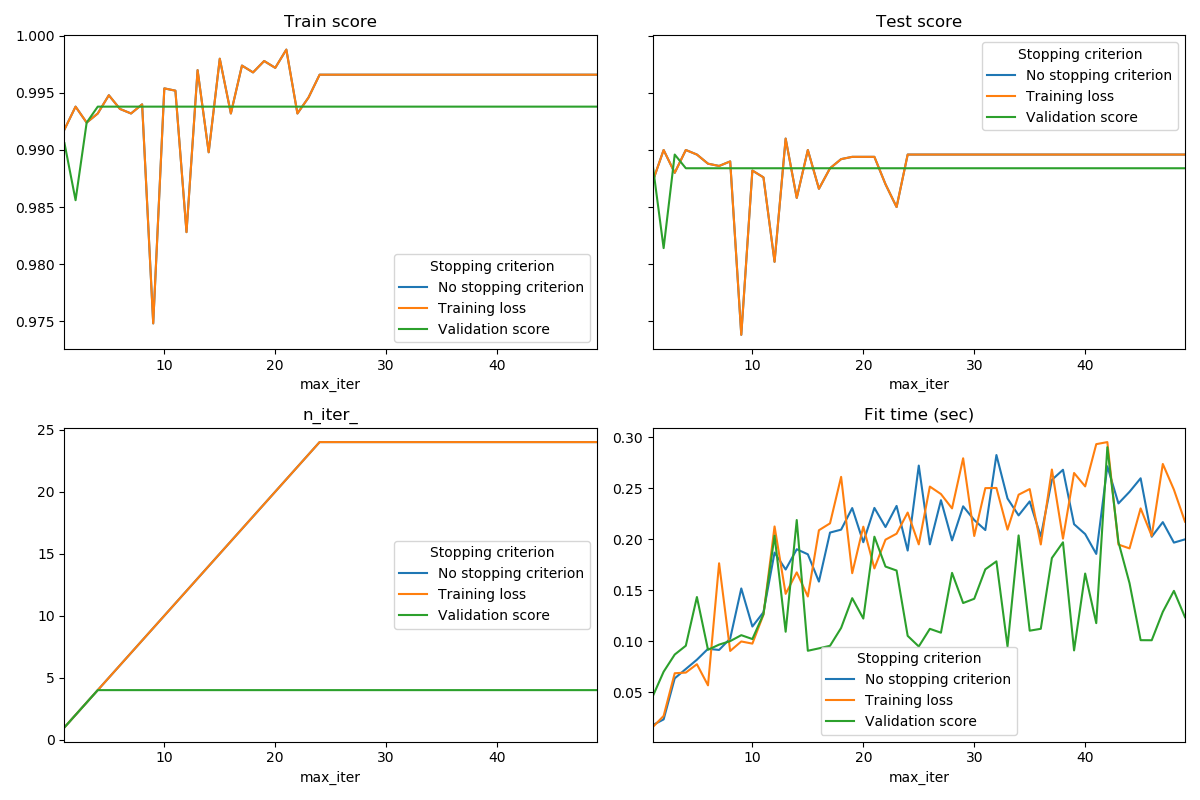 Train score
1.000
0.995
0.990
0.985
0.980
0.975
Stopping criterion
No stopping criterion
Training loss
Validation score
10
20
30
40
max_iter
Test score
Stopping criterion
No stopping criterion
Training loss
Validation score
10
20
30
40
max_iter
n_iter_
25
20
15
10
5
0
Stopping criterion
No stopping criterion
Training loss
Validation score
10
20
30
40
max_iter
Fit time (sec)
0.30
0.25
0.20
0.15
0.10
0.05
Stopping criterion
No stopping criterion
Training loss
Validation score
10
20
30
40
max_iter